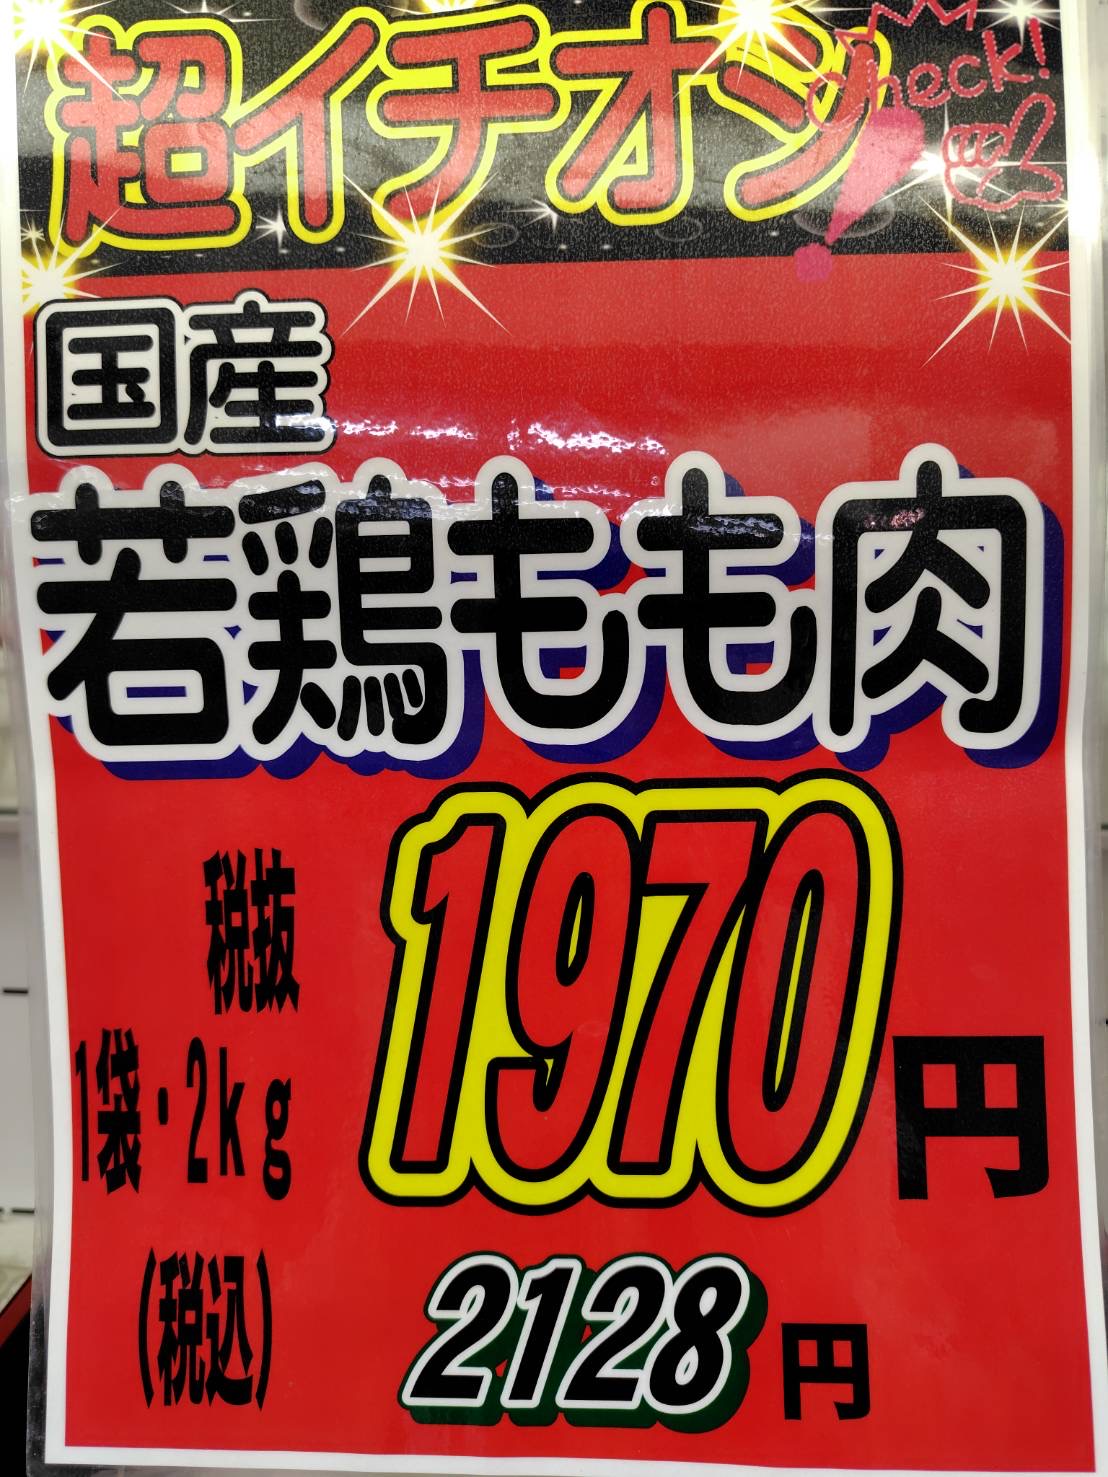 超イチオシ
check!
国産
若鶏もも肉
税抜
1袋・2kg
1970円
(税込)
2128円